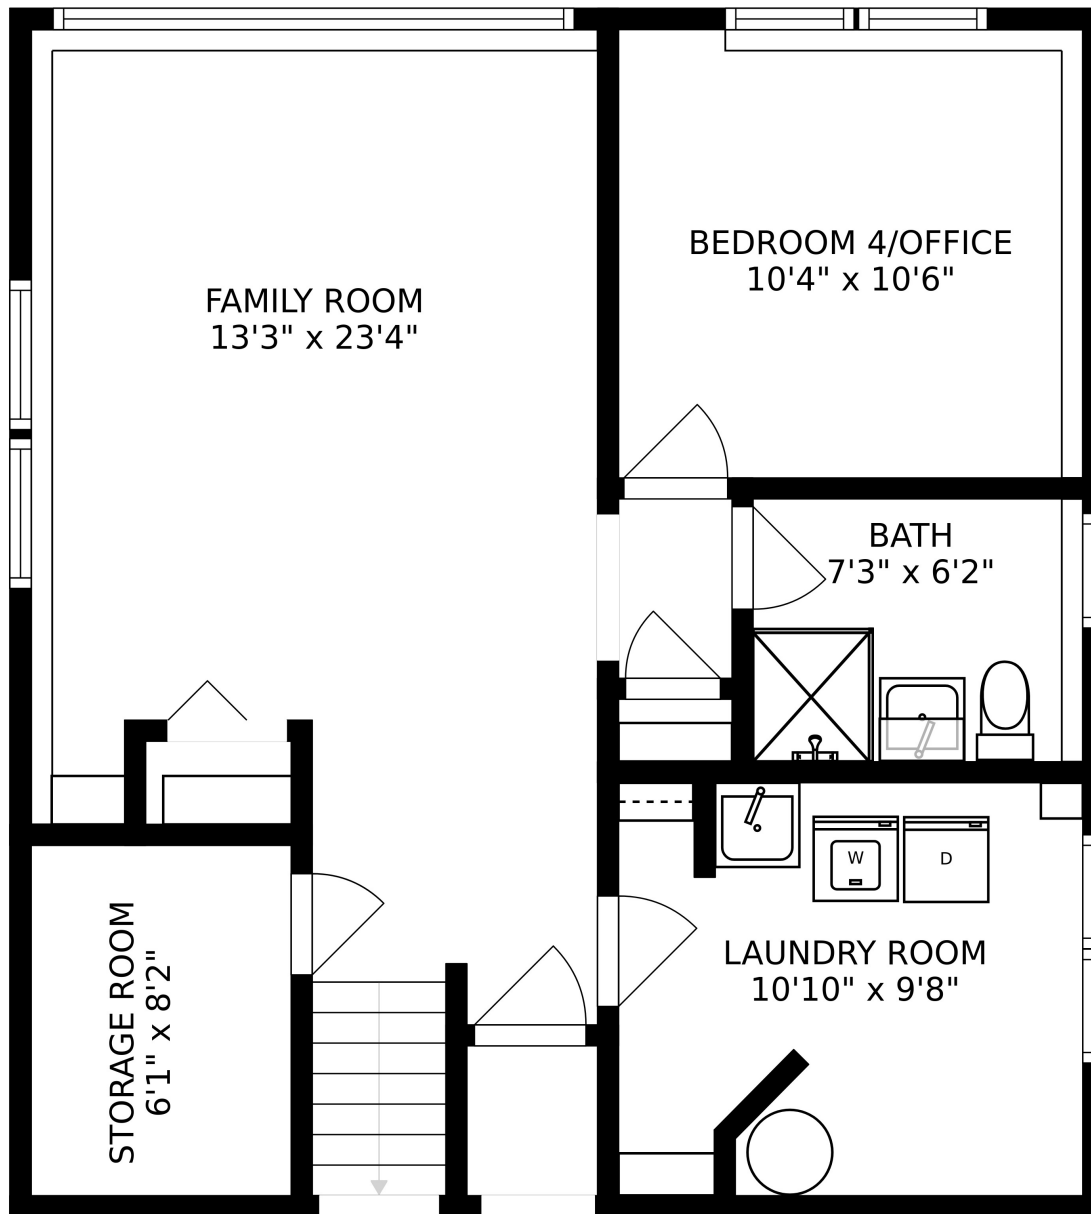 BEDROOM 4/OFFICE
10'4" x 10'6"
FAMILY ROOM
13'3" x 23'4"
BATH
7'3" x 6'2"
W
D
LAUNDRY ROOM
10'10" x 9'8"
STORAGE ROOM
6'1" x 8'2"